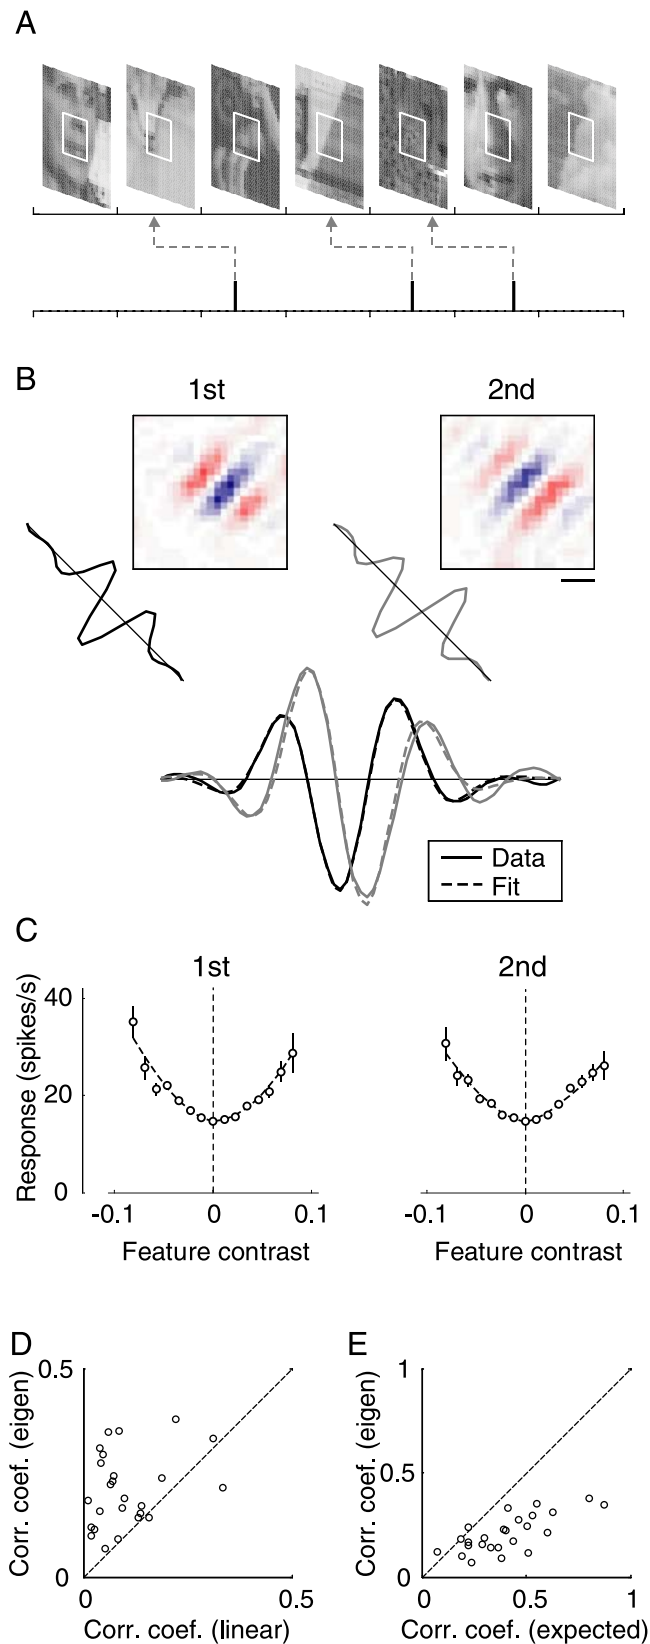 A
B
1st
2nd
Data
Fit
C
1st
2nd
Response (spikes/s)
40
20
0
-0.1
0
0.1
-0.1
0
0.1
Feature contrast
Feature contrast
D
0.5
Corr. coef. (eigen)
0
0
0.5
Corr. coef. (linear)
E
1
Corr. coef. (eigen)
0.5
0
0
0.5
1
Corr. coef. (expected)